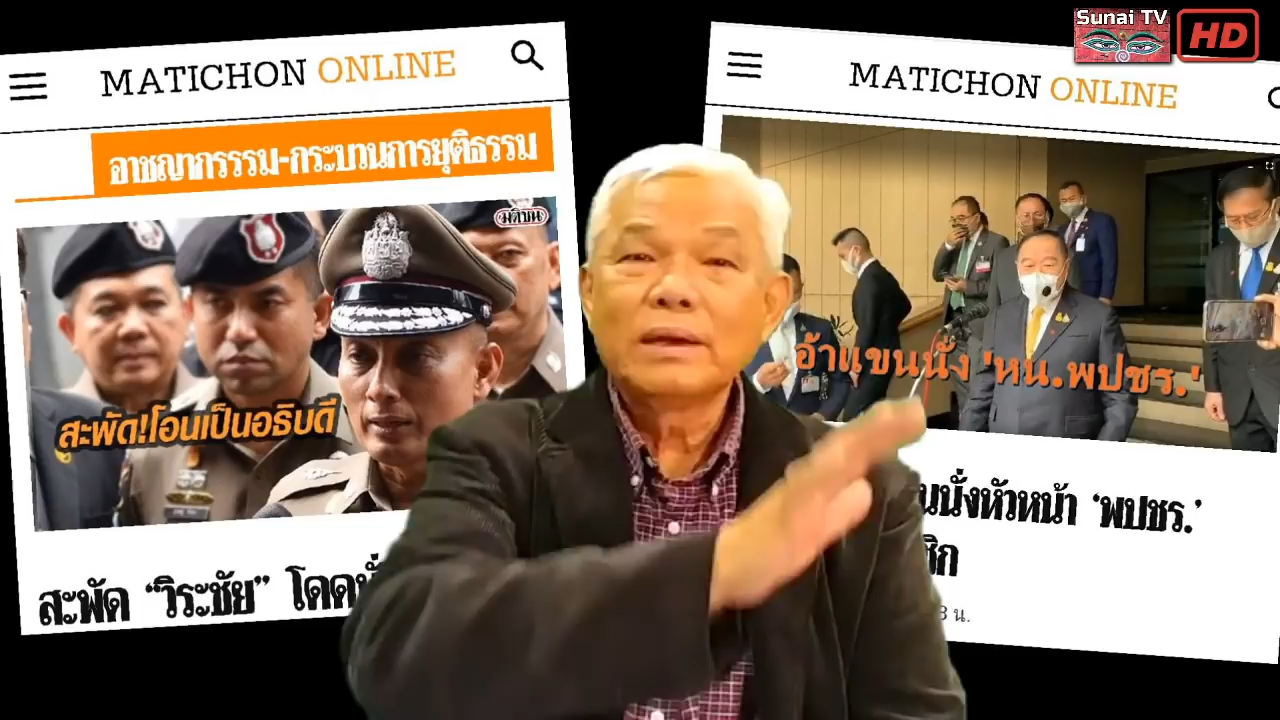 Sunai TV
HD
MATICHON ONLINE
อาชญากรรรม-กระบวนการยุติธรรม
มติชน
สะพัด!โอนเป็นอธิบดี
สะพัด “วิระชัย”
MATICHON ONLINE
อ้าแขนนั่ง 'หน.พปชร.'
นั่งหัวหน้า ‘พปชร.’
น.